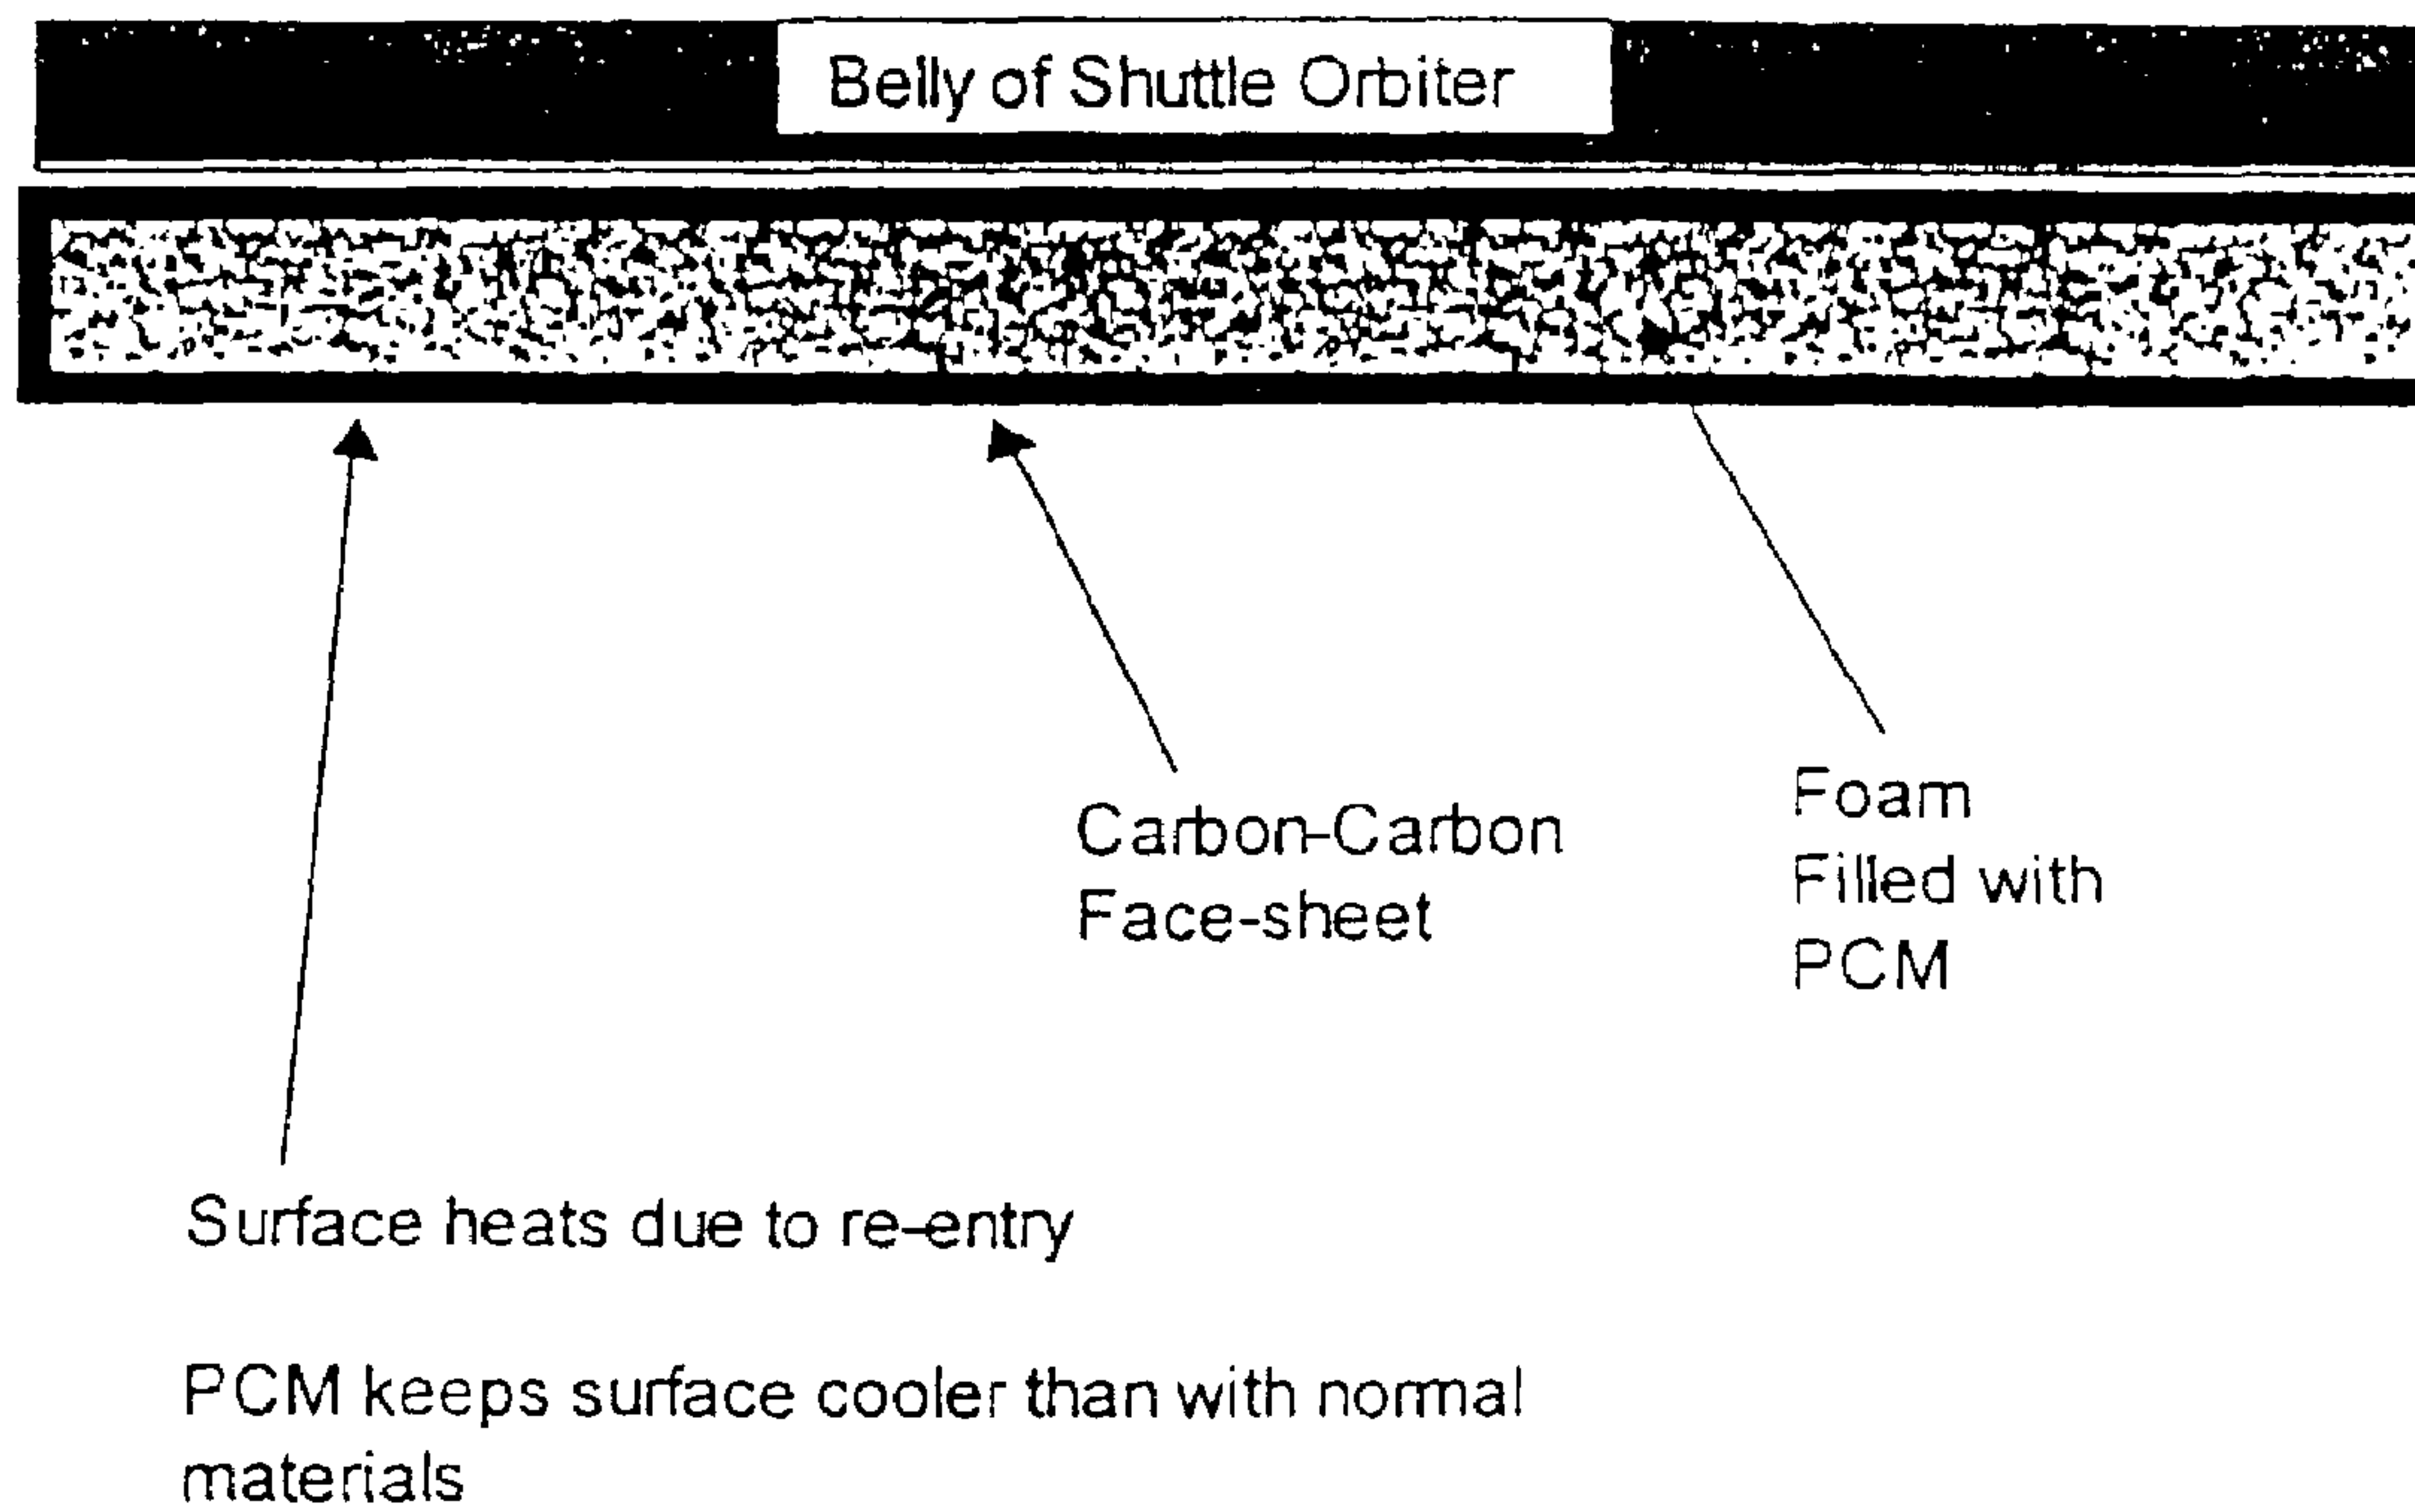 Belly of Shuttle Orbiter
Carbon-Carbon
Face-sheet
Foam
Filled with
PCM
Surface heats due to re-entry
PCM keeps surface cooler than with normal
materials